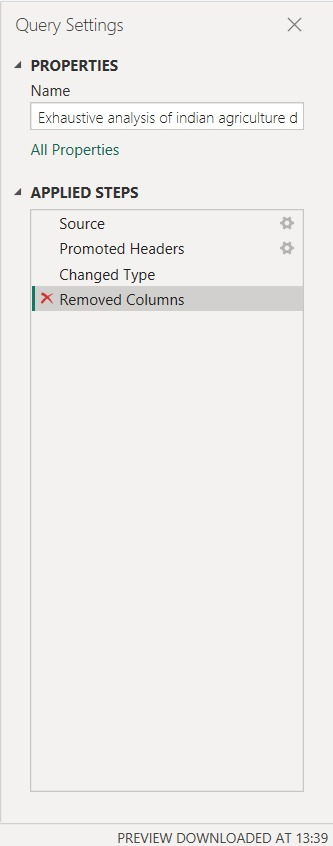 Query Settings
PROPERTIES
Name
Exhaustive analysis of indian agriculture d
All Properties
APPLIED STEPS
Source
Promoted Headers
Changed Type
Removed Columns
PREVIEW DOWNLOADED AT 13:39